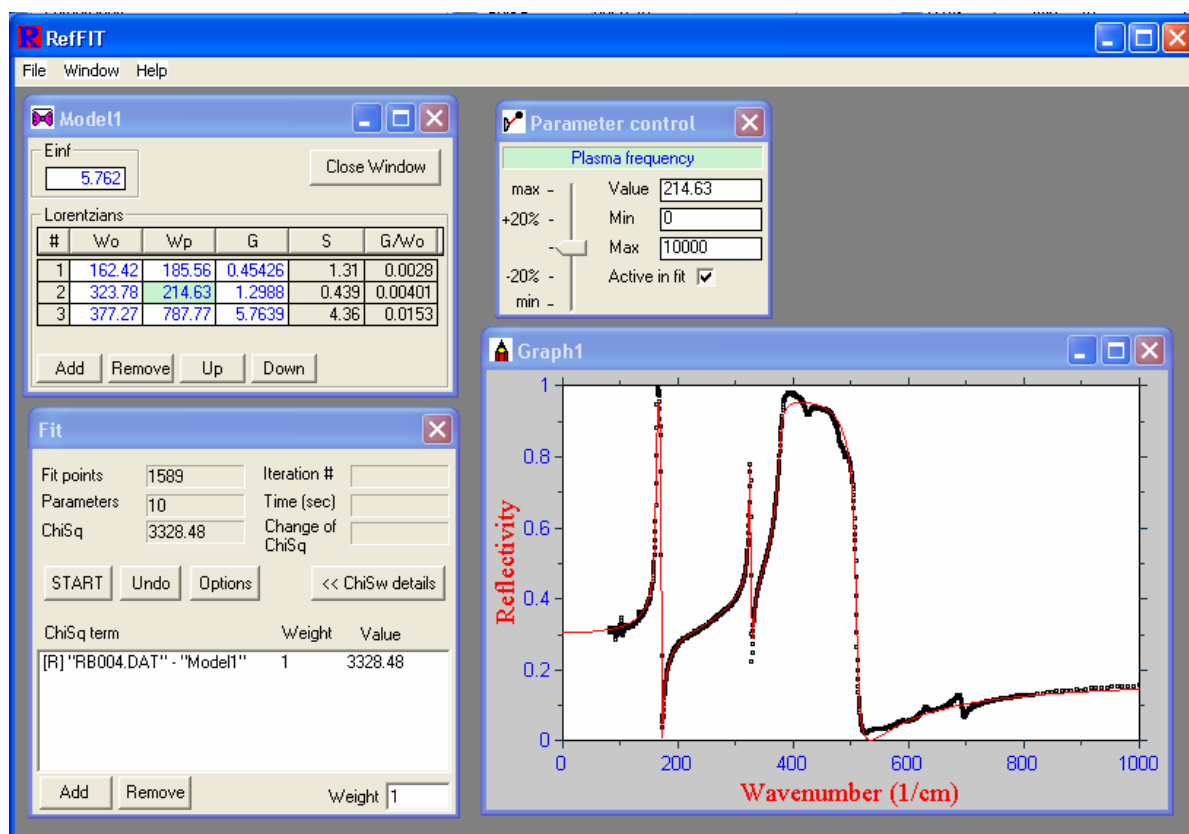 RefFIT
File Window Help
Model1
Einf
5.762
Close Window
Lorentzians
# Wo Wp G S G/Wo
1 162.42 185.56 0.45426 1.31 0.0028
2 323.78 214.63 1.2988 0.439 0.00401
3 377.27 787.77 5.7639 4.36 0.0153
Add Remove Up Down
Parameter control
Plasma frequency
max - Value 214.63
+20% - Min 0
- Max 10000
-20% - Active in fit
min -
Fit
Fit points 1589 Iteration #
Parameters 10 Time (sec)
ChiSq 3328.48 Change of
ChiSq
START Undo Options << ChiSw details
ChiSq term Weight Value
[R] "RB004.DAT" - "Model1" 1 3328.48
Add Remove Weight 1
Graph1
1
0.8
0.6
0.4
0.2
0
Reflectivity
0 200 400 600 800 1000
Wavenumber (1/cm)